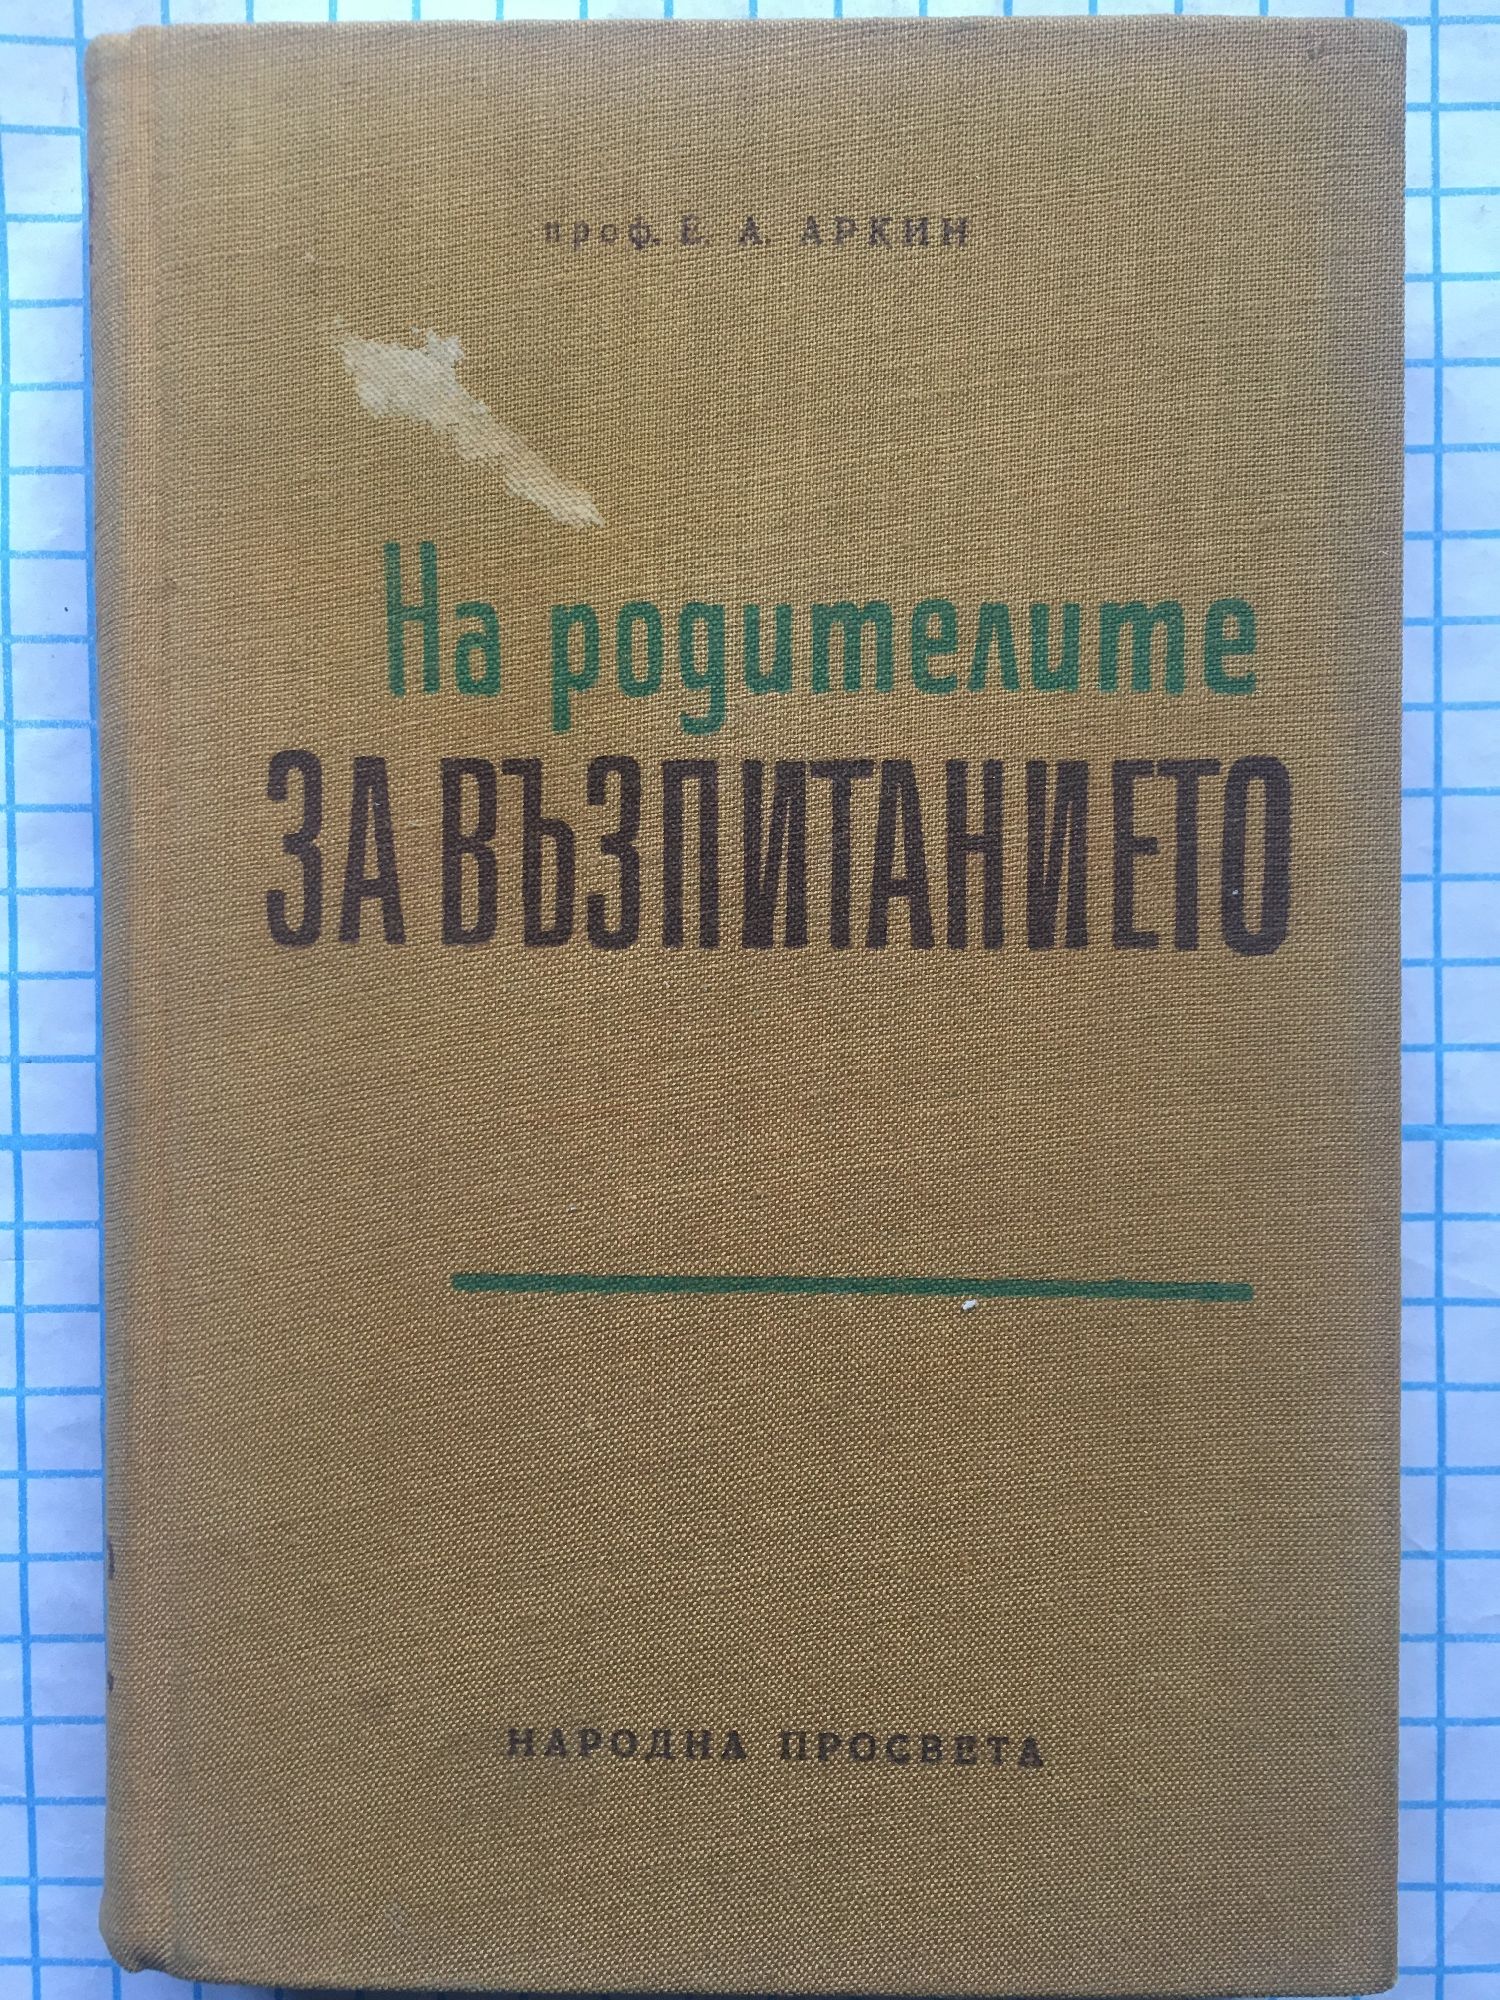 проф. Е. А. АРКИН
На родителите
ЗА ВЪЗПИТАНИЕТО
НАРОДНА ПРОСВЕТА